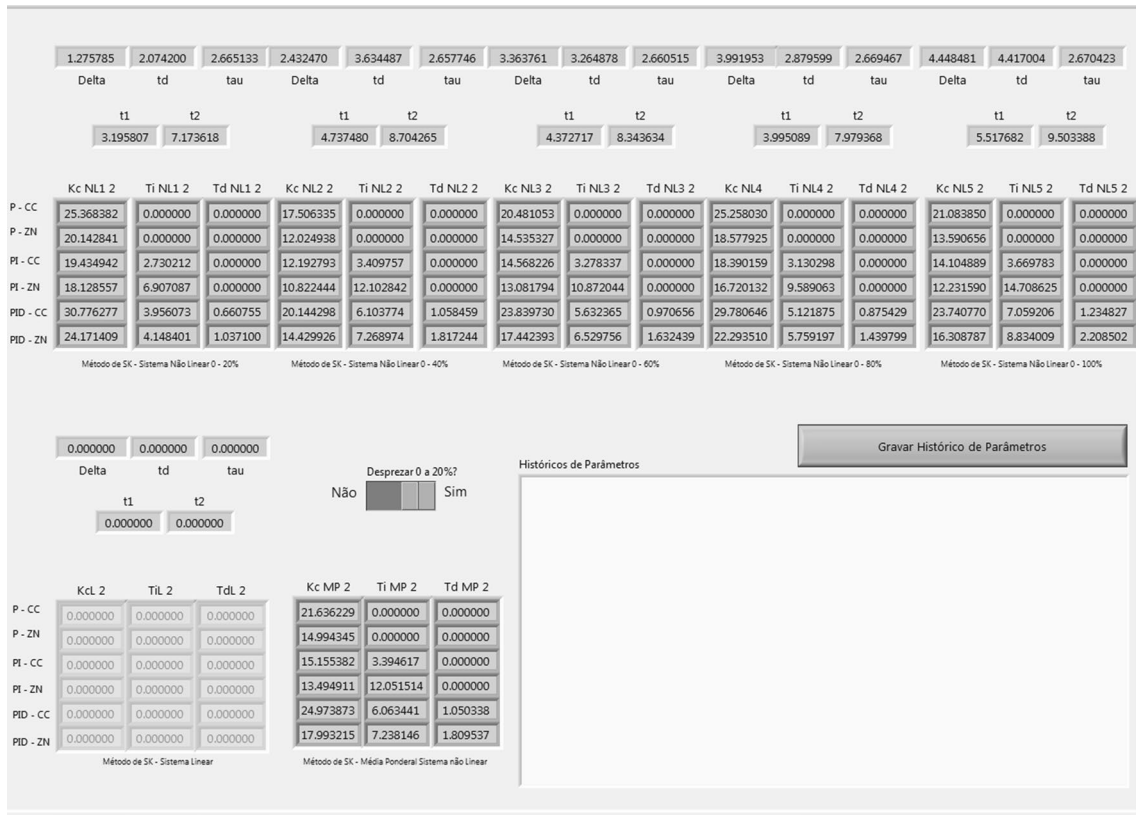 1.275785 2.074200 2.665133 2.432470 3.634487 2.657746 3.363761 3.264878 2.660515 3.991953 2.879599 2.669467 4.448481 4.417004 2.670423
Delta td tau Delta td tau Delta td tau Delta td tau Delta td tau
t1 t2 t1 t2 t1 t2 t1 t2 t1 t2
3.195807 7.173618 4.737480 8.704265 4.372717 8.343634 3.995089 7.979368 5.517682 9.503388
Kc NL1 2 Ti NL1 2 Td NL1 2 Kc NL2 2 Ti NL2 2 Td NL2 2 Kc NL3 2 Ti NL3 2 Td NL3 2 Kc NL4 Ti NL4 2 Td NL4 2 Kc NL5 2 Ti NL5 2 Td NL5 2
P - CC 25.368382 0.000000 0.000000 17.506335 0.000000 0.000000 20.481053 0.000000 0.000000 25.258030 0.000000 0.000000 21.083850 0.000000 0.000000
P - ZN 20.142841 0.000000 0.000000 12.024938 0.000000 0.000000 14.535327 0.000000 0.000000 18.577925 0.000000 0.000000 13.590656 0.000000 0.000000
PI - CC 19.434942 2.730212 0.000000 12.192793 3.409757 0.000000 14.568226 3.278337 0.000000 18.390159 3.130298 0.000000 14.104889 3.669783 0.000000
PI - ZN 18.128557 6.907087 0.000000 10.822444 12.102842 0.000000 13.081794 10.872044 0.000000 16.720132 9.589063 0.000000 12.231590 14.708625 0.000000
PID - CC 30.776277 3.956073 0.660755 20.144298 6.103774 1.058459 23.839730 5.632365 0.970656 29.780646 5.121875 0.875429 23.740770 7.059206 1.234827
PID - ZN 24.171409 4.148401 1.037100 14.429926 7.268974 1.817244 17.442393 6.529756 1.632439 22.293510 5.759197 1.439799 16.308787 8.834009 2.208502
Método de SK - Sistema Não Linear 0 - 20% Método de SK - Sistema Não Linear 0 - 40% Método de SK - Sistema Não Linear 0 - 60% Método de SK - Sistema Não Linear 0 - 80% Método de SK - Sistema Não Linear 0 - 100%
0.000000 0.000000 0.000000
Delta td tau
t1 t2
0.000000 0.000000
Desprezar 0 a 20%?
Não Sim
Gravar Histórico de Parâmetros
Históricos de Parâmetros
KcL 2 TiL 2 TdL 2
P - CC 0.000000 0.000000 0.000000
P - ZN 0.000000 0.000000 0.000000
PI - CC 0.000000 0.000000 0.000000
PI - ZN 0.000000 0.000000 0.000000
PID - CC 0.000000 0.000000 0.000000
PID - ZN 0.000000 0.000000 0.000000
Método de SK - Sistema Linear
Kc MP 2 Ti MP 2 Td MP 2
21.636229 0.000000 0.000000
14.994345 0.000000 0.000000
15.155382 3.394617 0.000000
13.494911 12.051514 0.000000
24.973873 6.063441 1.050338
17.993215 7.238146 1.809537
Método de SK - Média Ponderal Sistema não Linear